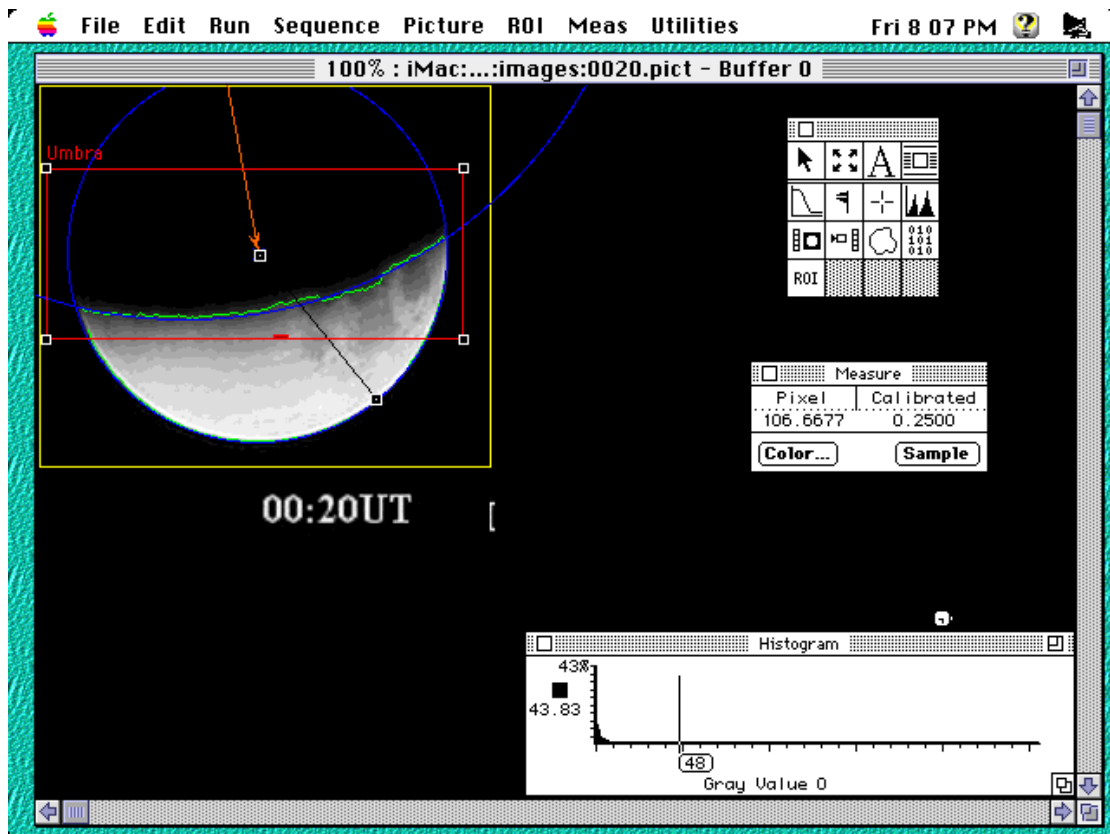 File Edit Run Sequence Picture ROI Meas Utilities Fri 8 07 PM
100% : iMac:...:images:0020.pict - Buffer 0
Umbra
010
101
010
ROI
Measure
Pixel Calibrated
106.6677 0.2500
Color... Sample
00:20UT [
Histogram
43%
43.83
48
Gray Value 0